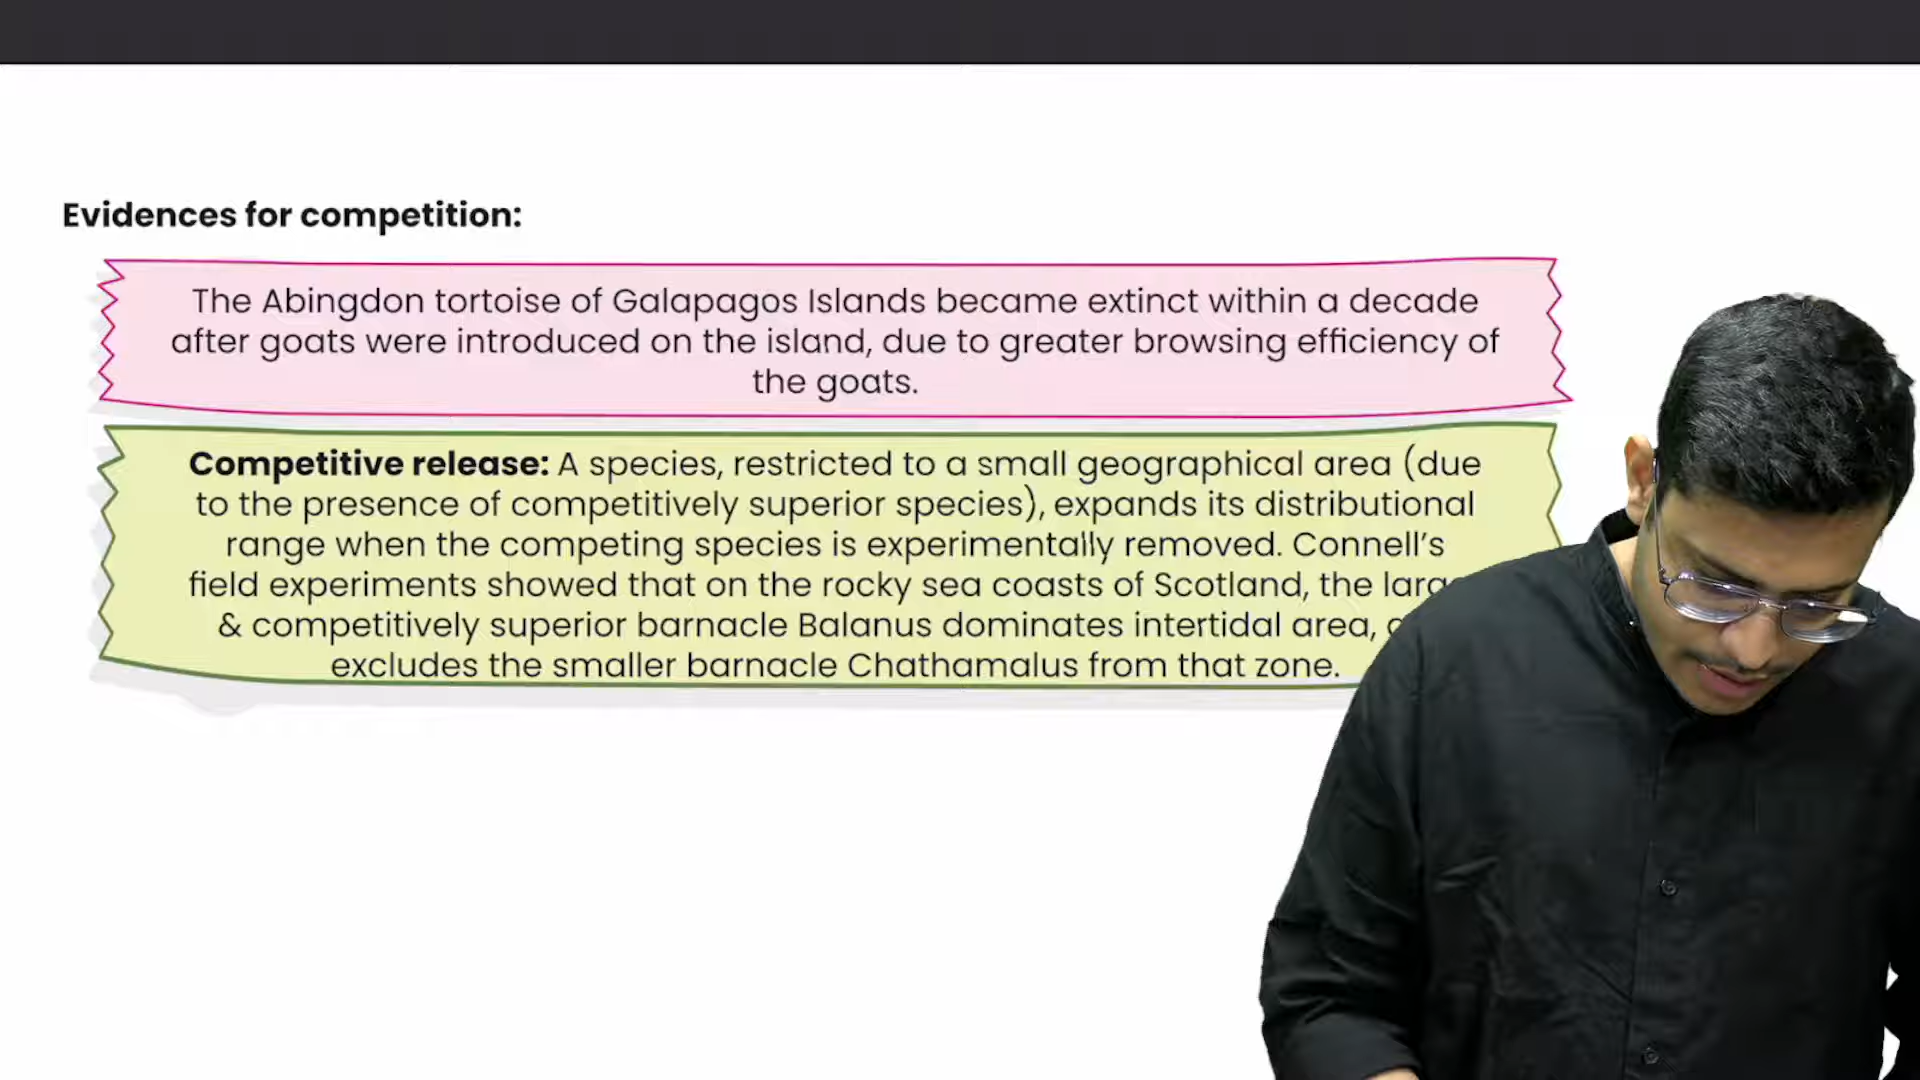 Evidences for competition:
The Abingdon tortoise of Galapagos Islands became extinct within a decade
after goats were introduced on the island, due to greater browsing efficiency of
the goats.
Competitive release: A species, restricted to a small geographical area (due
to the presence of competitively superior species), expands its distributional
range when the competing species is experimentally removed. Connell’s
field experiments showed that on the rocky sea coasts of Scotland, the
& competitively superior barnacle Balanus dominates intertidal area,
excludes the smaller barnacle Chathamalus from that zone.